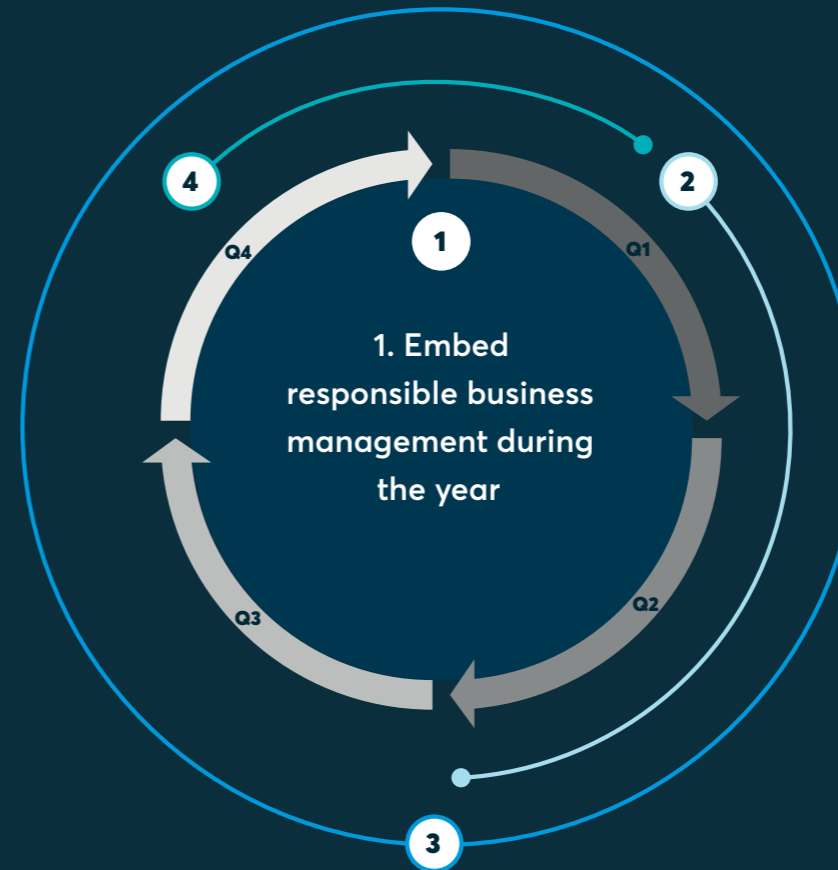 4
2
1
Q4
Q1
1. Embed
responsible business
management during
the year
Q3
Q2
3